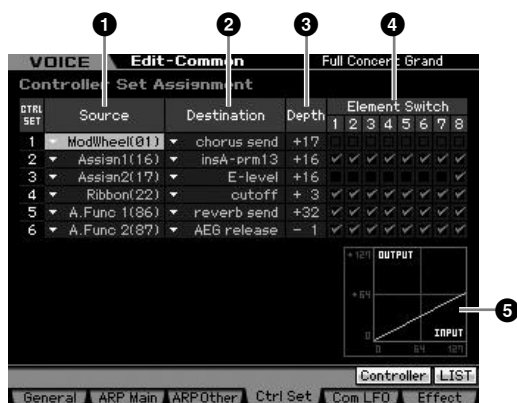 1 2 3 4
VOICE Edit-Common Full Concert Grand
Controller Set Assignment
CTRL SET Source Destination Depth Element Switch
1 2 3 4 5 6 7 8
1 ModWheel(01) chorus send +17
2 Assign1(16) insA-prm13 +16
3 Assign2(17) E-level +16
4 Ribbon(22) cutoff + 3
5 A.Func 1(86) reverb send +32
6 A.Func 2(87) AEG release - 1
+127 OUTPUT
+64
5
0 INPUT
0 64 127
Controller LIST
General ARP Main ARP Other Ctrl Set Com LFO Effect